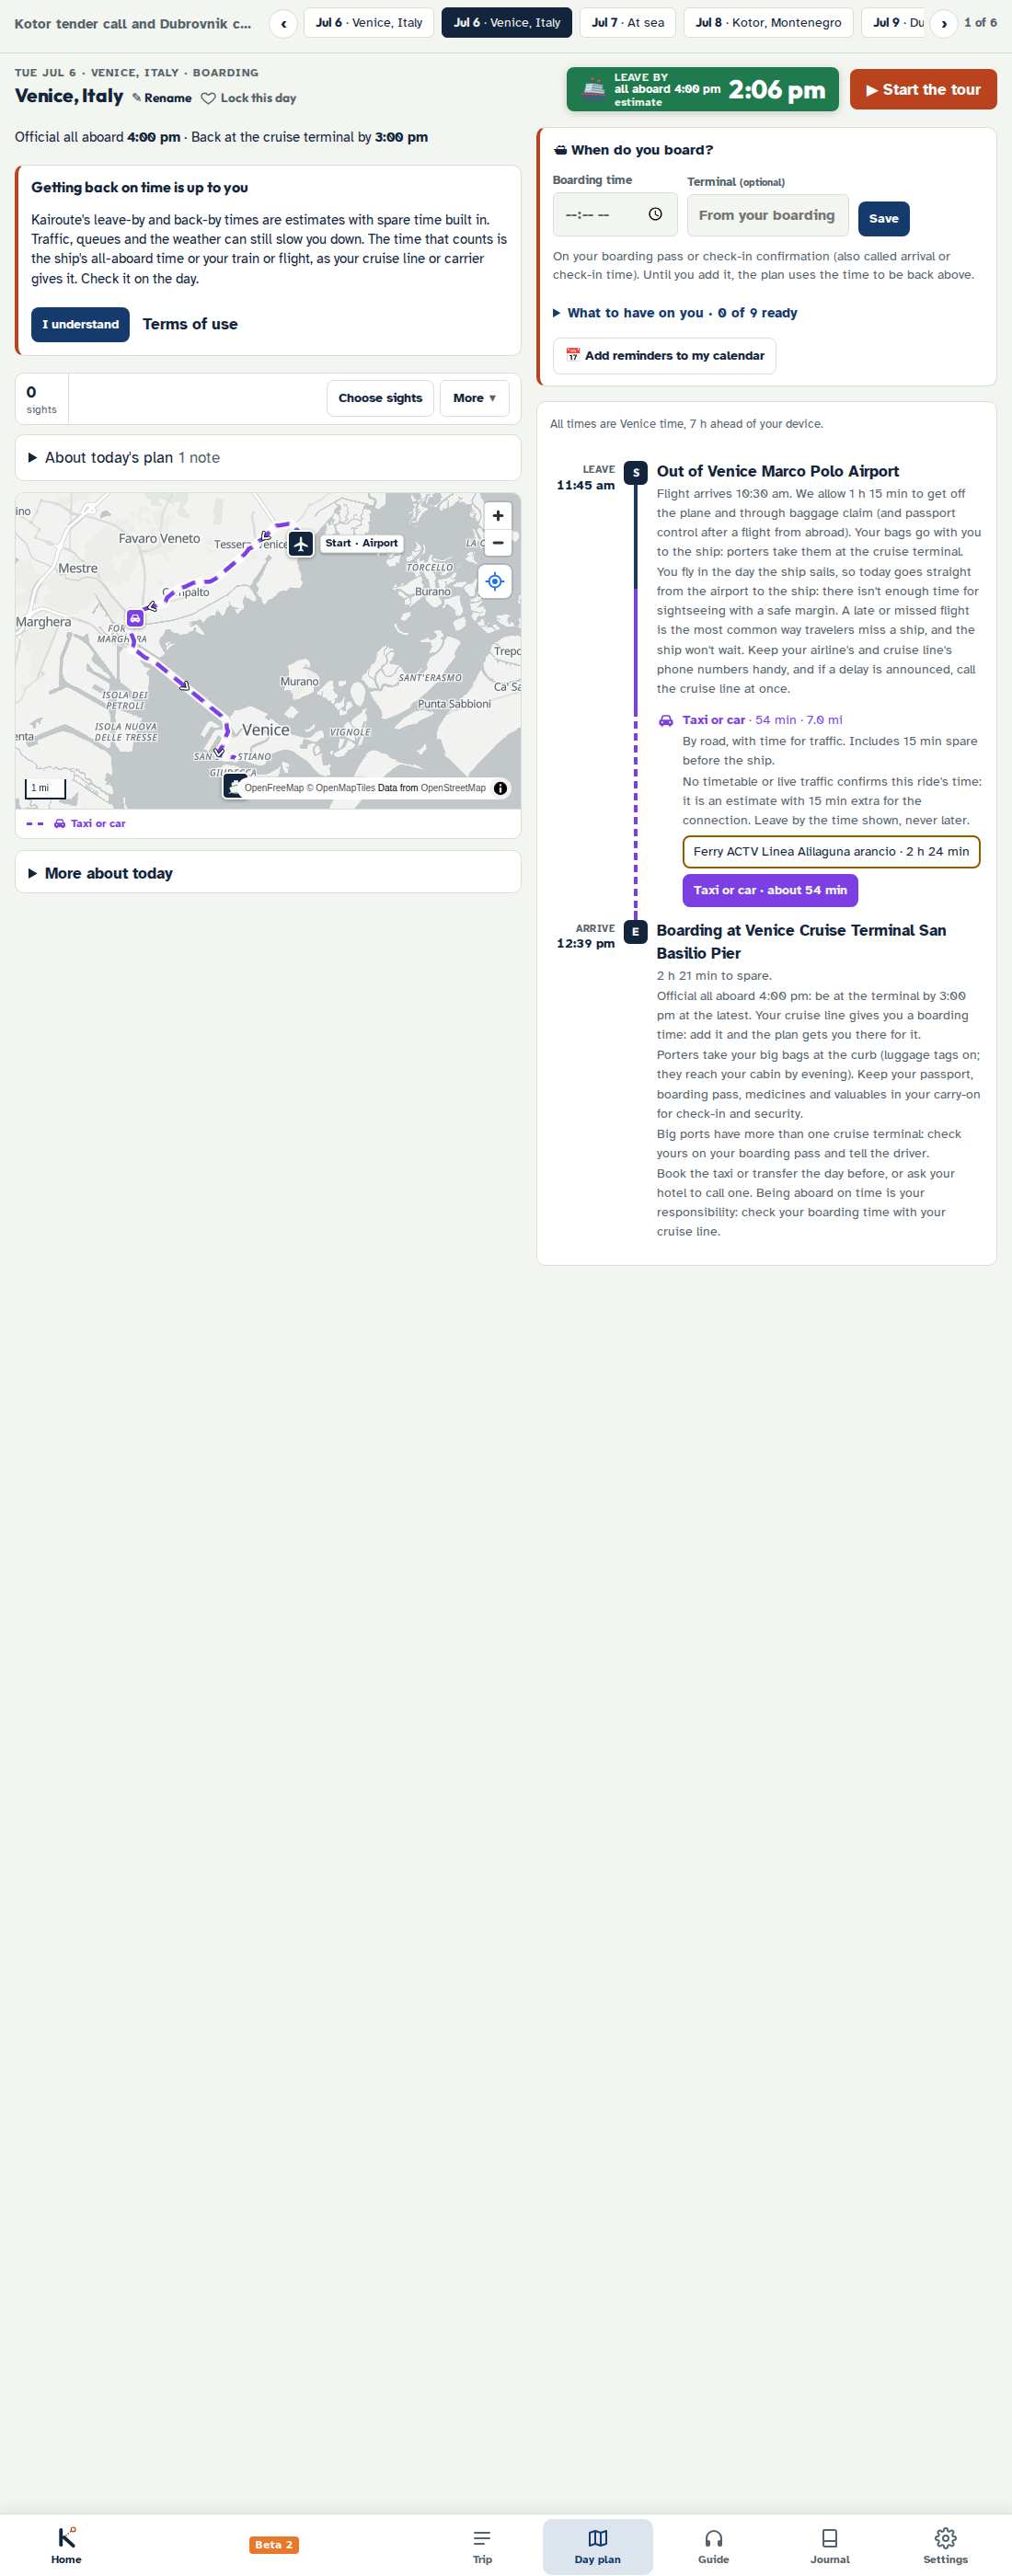 Kotor tender call and Dubrovnik c...
‹
Jul 6 · Venice, Italy
Jul 6 · Venice, Italy
Jul 7 · At sea
Jul 8 · Kotor, Montenegro
Jul 9 · Du
›
1 of 6
TUE JUL 6 · VENICE, ITALY · BOARDING
Venice, Italy
✎ Rename
Lock this day
LEAVE BY
all aboard 4:00 pm
estimate
2:06 pm
▶ Start the tour
Official all aboard 4:00 pm · Back at the cruise terminal by 3:00 pm
Getting back on time is up to you
Kairoute's leave-by and back-by times are estimates with spare time built in.
Traffic, queues and the weather can still slow you down. The time that counts is
the ship's all-aboard time or your train or flight, as your cruise line or carrier
gives it. Check it on the day.
I understand
Terms of use
0
sights
Choose sights
More ▾
▶ About today's plan 1 note
Favaro Veneto
Mestre
Marghera
MARGHERA
Start · Airport
TORCELLO
Burano
SANT'ERASMO
Murano
Punta Sabbioni
ISOLA DEI
PETROLI
ISOLA NUOVA
DELLE TRESSE
Venice
VIGNOLE
1 mi
OpenFreeMap © OpenMapTiles Data from OpenStreetMap
Taxi or car
▶ More about today
When do you board?
Boarding time
Terminal (optional)
--:-- --
From your boarding
Save
On your boarding pass or check-in confirmation (also called arrival or
check-in time). Until you add it, the plan uses the time to be back above.
▶ What to have on you · 0 of 9 ready
Add reminders to my calendar
All times are Venice time, 7 h ahead of your device.
LEAVE
11:45 am
S
Out of Venice Marco Polo Airport
Flight arrives 10:30 am. We allow 1 h 15 min to get off
the plane and through baggage claim (and passport
control after a flight from abroad). Your bags go with you
to the ship: porters take them at the cruise terminal.
You fly in the day the ship sails, so today goes straight
from the airport to the ship: there isn't enough time for
sightseeing with a safe margin. A late or missed flight
is the most common way travelers miss a ship, and the
ship won't wait. Keep your airline's and cruise line's
phone numbers handy, and if a delay is announced, call
the cruise line at once.
Taxi or car · 54 min · 7.0 mi
By road, with time for traffic. Includes 15 min spare
before the ship.
No timetable or live traffic confirms this ride's time:
it is an estimate with 15 min extra for the
connection. Leave by the time shown, never later.
Ferry ACTV Linea Alilaguna arancio · 2 h 24 min
Taxi or car · about 54 min
ARRIVE
12:39 pm
E
Boarding at Venice Cruise Terminal San
Basilio Pier
2 h 21 min to spare.
Official all aboard 4:00 pm: be at the terminal by 3:00
pm at the latest. Your cruise line gives you a boarding
time: add it and the plan gets you there for it.
Porters take your big bags at the curb (luggage tags on;
they reach your cabin by evening). Keep your passport,
boarding pass, medicines and valuables in your carry-on
for check-in and security.
Big ports have more than one cruise terminal: check
yours on your boarding pass and tell the driver.
Book the taxi or transfer the day before, or ask your
hotel to call one. Being aboard on time is your
responsibility: check your boarding time with your
cruise line.
Home
Beta 2
Trip
Day plan
Guide
Journal
Settings